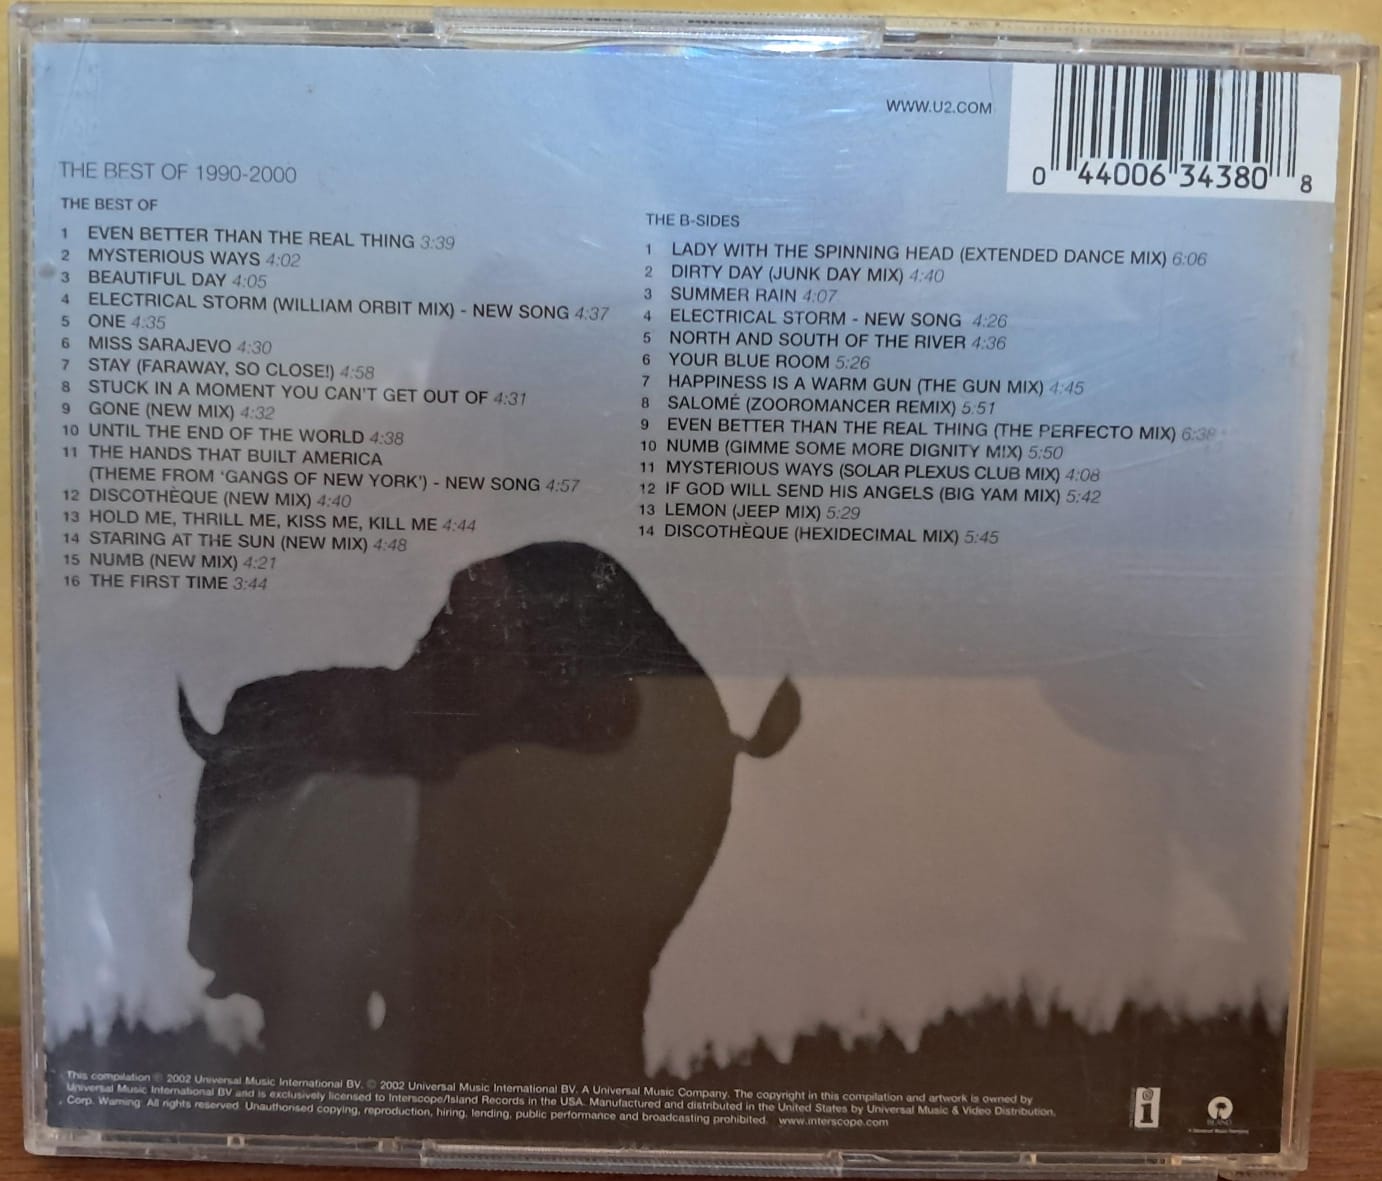 WWW.U2.COM
0 44006 34380 8
THE BEST OF 1990-2000
THE BEST OF
1 EVEN BETTER THAN THE REAL THING 3:39
2 MYSTERIOUS WAYS 4:02
3 BEAUTIFUL DAY 4:05
4 ELECTRICAL STORM (WILLIAM ORBIT MIX) - NEW SONG 4:37
5 ONE 4:35
6 MISS SARAJEVO 4:30
7 STAY (FARAWAY, SO CLOSE!) 4:58
8 STUCK IN A MOMENT YOU CAN'T GET OUT OF 4:31
9 GONE (NEW MIX) 4:32
10 UNTIL THE END OF THE WORLD 4:38
11 THE HANDS THAT BUILT AMERICA
(THEME FROM 'GANGS OF NEW YORK') - NEW SONG 4:57
12 DISCOTHÈQUE (NEW MIX) 4:40
13 HOLD ME, THRILL ME, KISS ME, KILL ME 4:44
14 STARING AT THE SUN (NEW MIX) 4:48
15 NUMB (NEW MIX) 4:21
16 THE FIRST TIME 3:44
THE B-SIDES
1 LADY WITH THE SPINNING HEAD (EXTENDED DANCE MIX) 6:06
2 DIRTY DAY (JUNK DAY MIX) 4:40
3 SUMMER RAIN 4:07
4 ELECTRICAL STORM - NEW SONG 4:26
5 NORTH AND SOUTH OF THE RIVER 4:36
6 YOUR BLUE ROOM 5:26
7 HAPPINESS IS A WARM GUN (THE GUN MIX) 4:45
8 SALOMÉ (ZOOROMANCER REMIX) 5:51
9 EVEN BETTER THAN THE REAL THING (THE PERFECTO MIX) 6:38
10 NUMB (GIMME SOME MORE DIGNITY MIX) 5:50
11 MYSTERIOUS WAYS (SOLAR PLEXUS CLUB MIX) 4:08
12 IF GOD WILL SEND HIS ANGELS (BIG YAM MIX) 5:42
13 LEMON (JEEP MIX) 5:29
14 DISCOTHÈQUE (HEXIDECIMAL MIX) 5:45
This compilation ℗ 2002 Universal Music International BV. © 2002 Universal Music International BV. A Universal Music Company. The copyright in this compilation and artwork is owned by
Universal Music International BV and is exclusively licensed to Interscope/Island Records in the USA. Manufactured and distributed in the United States by Universal Music & Video Distribution,
Corp. Warning: All rights reserved. Unauthorised copying, reproduction, hiring, lending, public performance and broadcasting prohibited. www.interscope.com
i
ISLAND